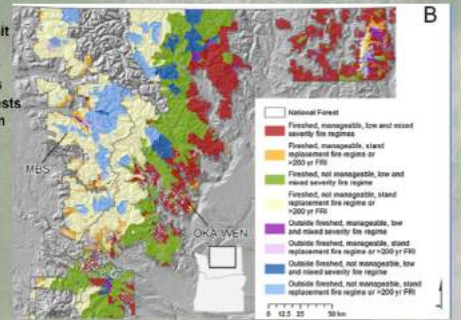 it
s
ests
n
B
MBS
OKA-WEN
National Forest
Fireshed, manageable, low and mixed
severity fire regimes
Fireshed, manageable, stand
replacement fire regime or
>200 yr FRI
Fireshed, not manageable, low and
mixed severity fire regime
Fireshed, not manageable, stand
replacement fire regime or
>200 yr FRI
Outside fireshed, manageable, low
and mixed severity fire regime
Outside fireshed, manageable, stand
replacement fire regime or >200 yr FRI
Outside fireshed, not manageable, low
and mixed severity fire regime
Outside fireshed, not manageable, stand
replacement fire regime or >200 yr FRI
0 12.5 25 50 km